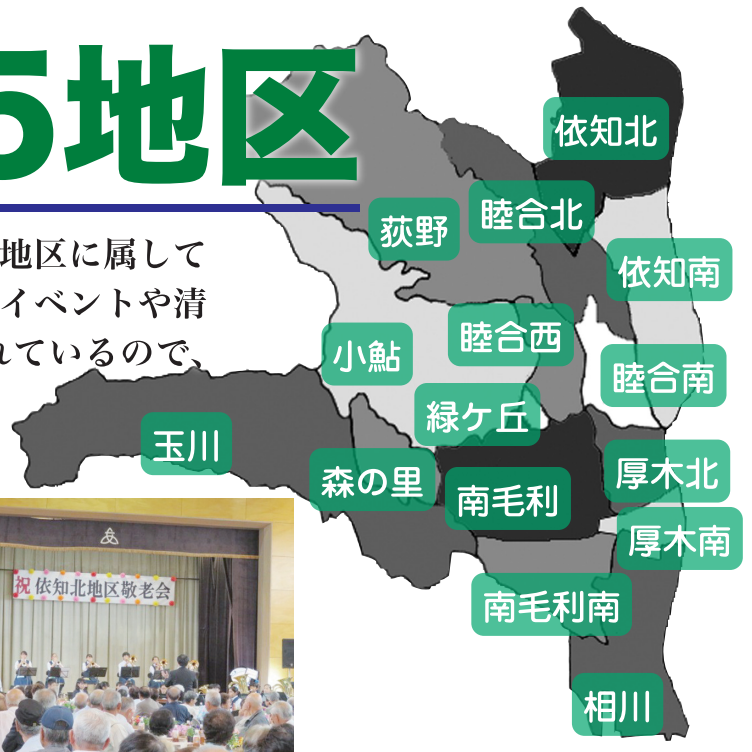 5地区
地区に属して
イベントや清
れているので、
依知北
睦合北
荻野
依知南
睦合西
小鮎
睦合南
緑ケ丘
玉川
森の里
厚木北
南毛利
厚木南
南毛利南
相川
祝 依知北地区敬老会